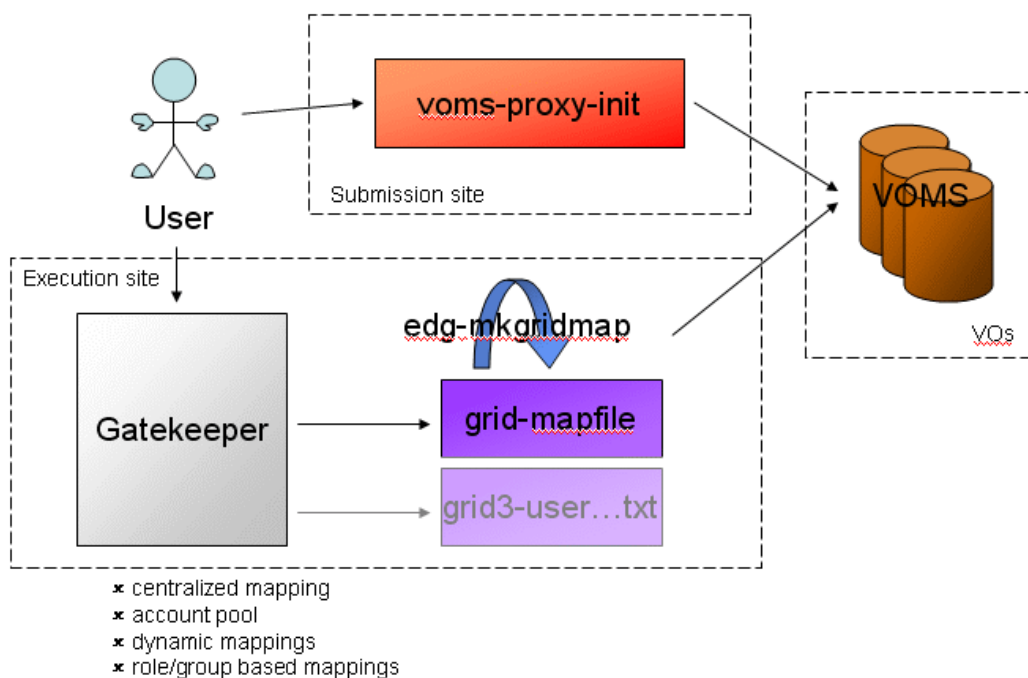 voms-proxy-init
Submission site
User
VOMS
VOs
Execution site
edg-mkgridmap
Gatekeeper
grid-mapfile
grid3-user...txt
× centralized mapping
× account pool
× dynamic mappings
× role/group based mappings